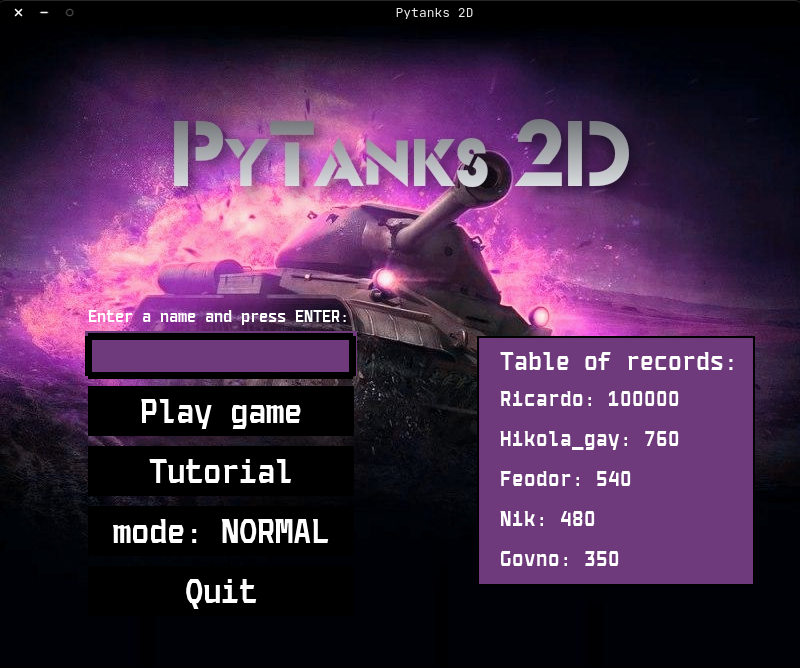 Pytanks 2D
PyTanks 2D
Enter a name and press ENTER:
Play game
Tutorial
mode: NORMAL
Quit
Table of records:
Ricardo: 100000
Hikola_gay: 760
Feodor: 540
Nik: 480
Govno: 350